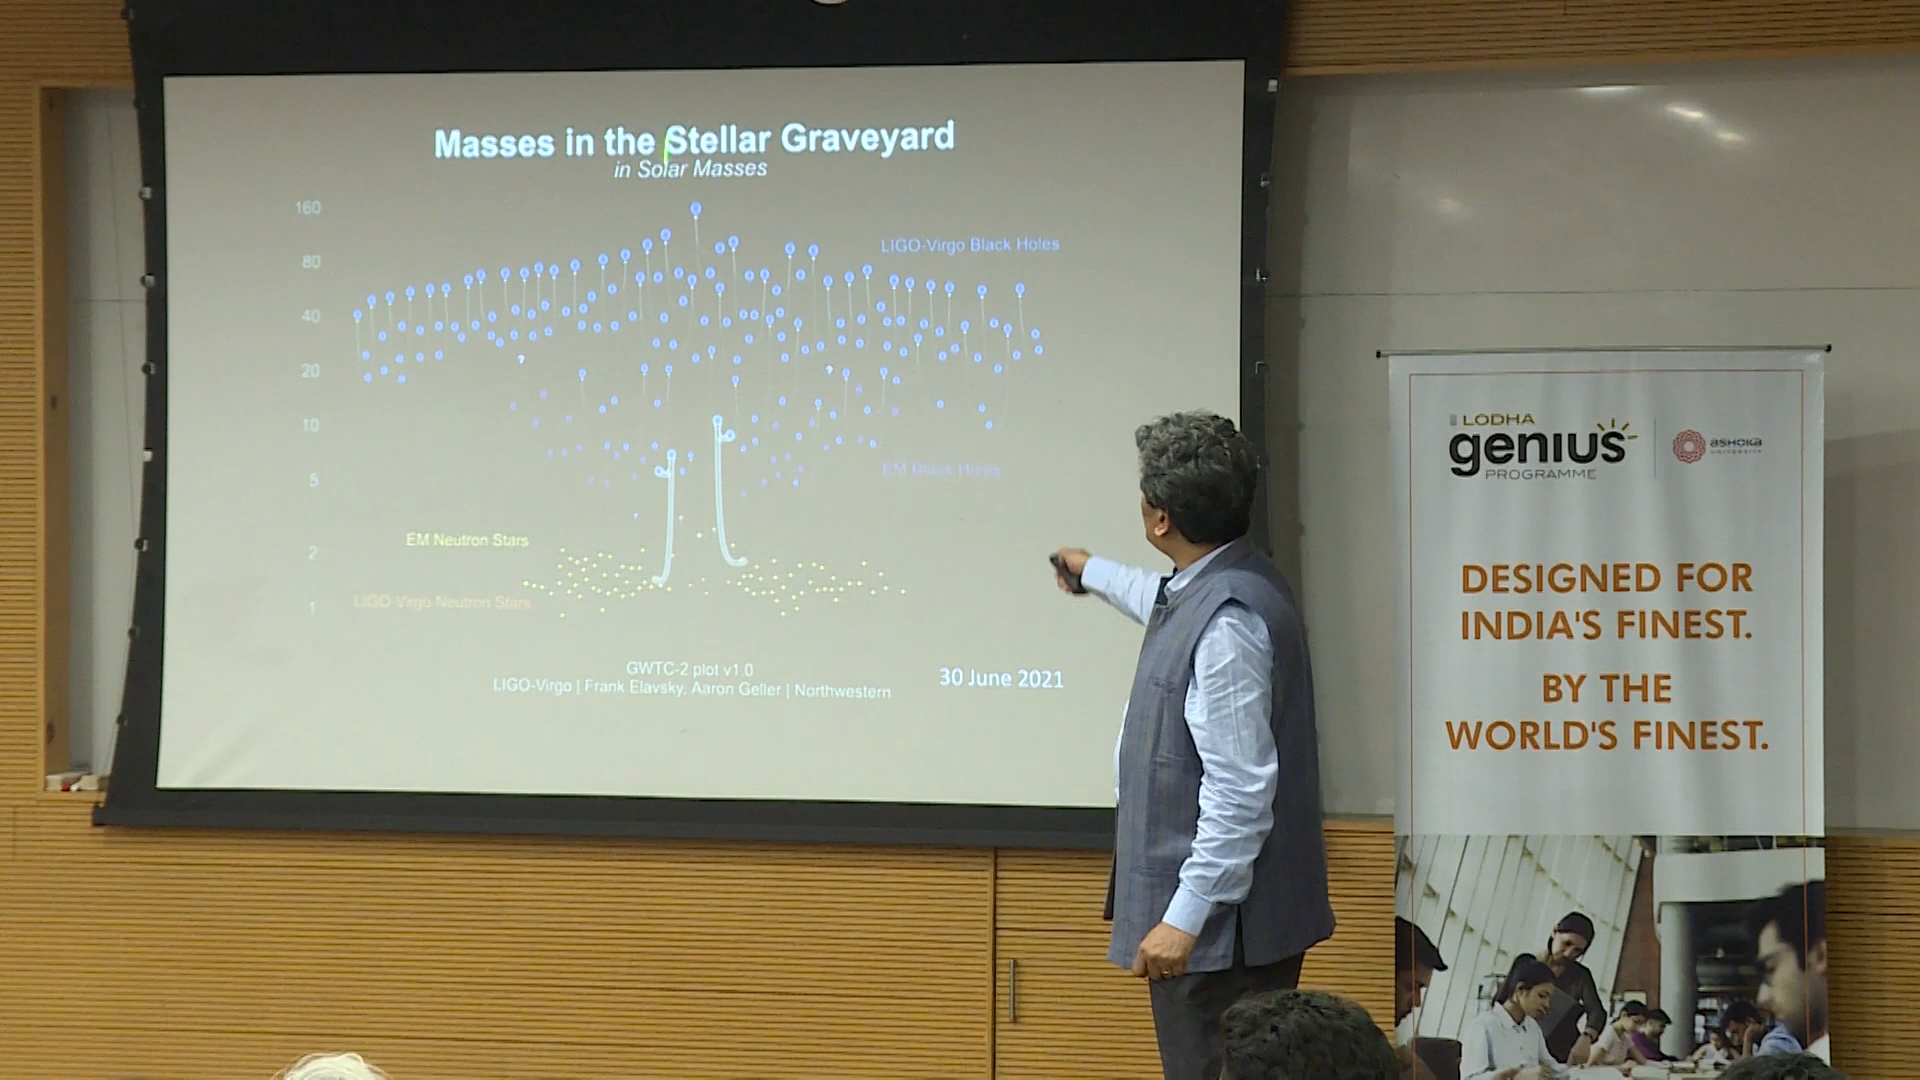 Masses in the Stellar Graveyard
in Solar Masses
160
80
40
20
10
5
2
1
LIGO-Virgo Black Holes
EM Black Holes
EM Neutron Stars
LIGO-Virgo Neutron Stars
GWTC-2 plot v1.0
LIGO-Virgo | Frank Elavsky, Aaron Geller | Northwestern
30 June 2021
LODHA
genius
PROGRAMME
ASHOKA
UNIVERSITY
DESIGNED FOR
INDIA'S FINEST.
BY THE
WORLD'S FINEST.